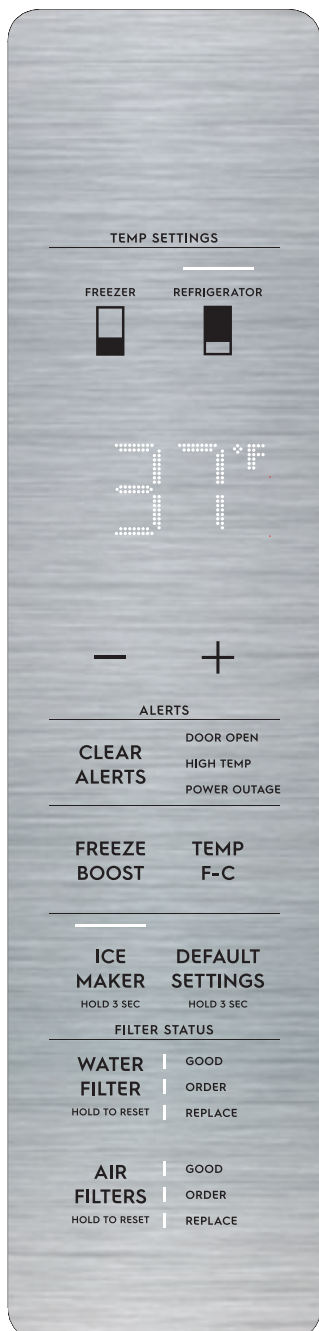 TEMP SETTINGS
FREEZER REFRIGERATOR
37°F
− +
ALERTS
CLEAR ALERTS
DOOR OPEN
HIGH TEMP
POWER OUTAGE
FREEZE BOOST
TEMP F-C
ICE MAKER
HOLD 3 SEC
DEFAULT SETTINGS
HOLD 3 SEC
FILTER STATUS
WATER FILTER
HOLD TO RESET
GOOD
ORDER
REPLACE
AIR FILTERS
HOLD TO RESET
GOOD
ORDER
REPLACE